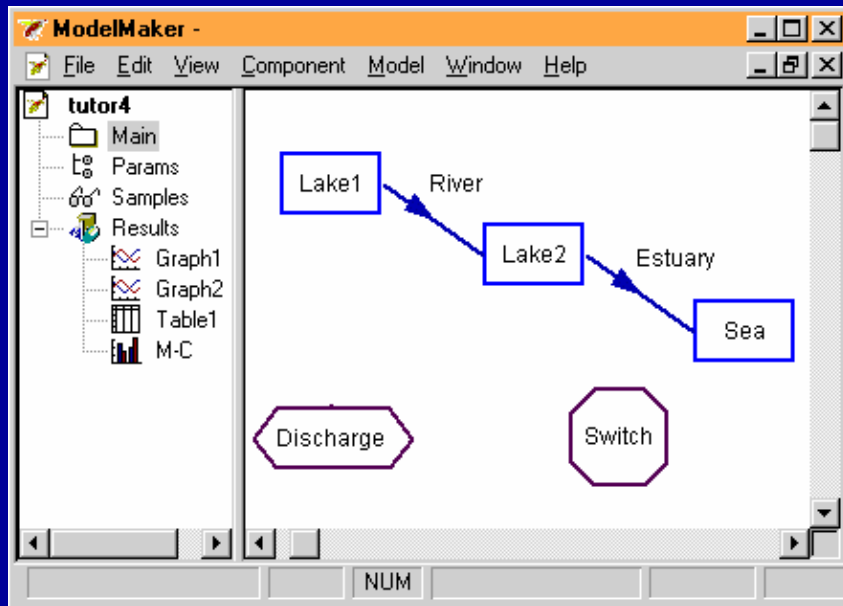 ModelMaker -
File Edit View Component Model Window Help
tutor4
Main
Params
Samples
Results
Graph1
Graph2
Table1
M-C
Lake1
River
Lake2
Estuary
Sea
Discharge
Switch
NUM